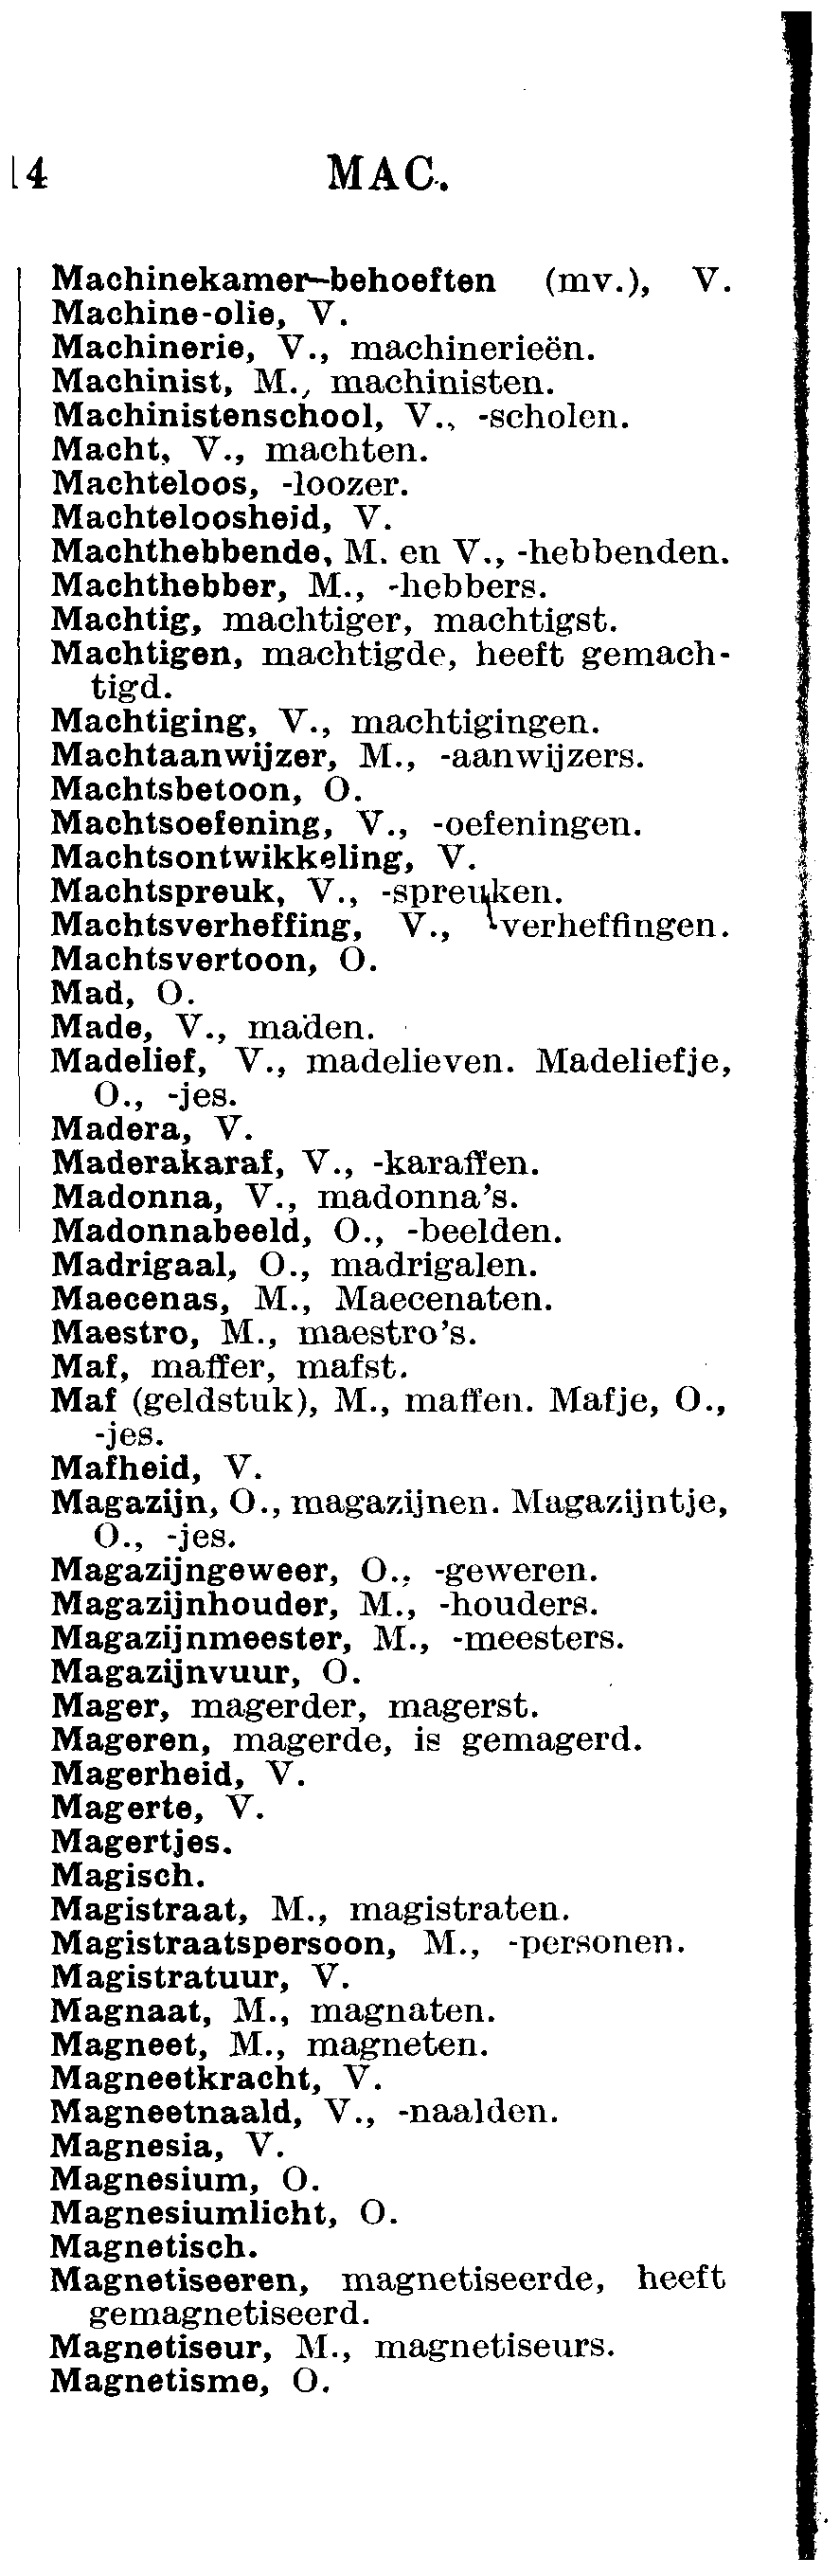 14 MAC.
Machinekamer-behoeften (mv.), V.
Machine-olie, V.
Machinerie, V., machinerieën.
Machinist, M., machinisten.
Machinistenschool, V., -scholen.
Macht, V., machten.
Machteloos, -loozer.
Machteloosheid, V.
Machthebbende, M. en V., -hebbenden.
Machthebber, M., -hebbers.
Machtig, machtiger, machtigst.
Machtigen, machtigde, heeft gemach-
tigd.
Machtiging, V., machtigingen.
Machtaanwijzer, M., -aanwijzers.
Machtsbetoon, O.
Machtsoefening, V., -oefeningen.
Machtsontwikkeling, V.
Machtspreuk, V., -spreuken.
Machtsverheffing, V., -verheffingen.
Machtsvertoon, O.
Mad, O.
Made, V., maden.
Madelief, V., madelieven. Madeliefje,
O., -jes.
Madera, V.
Maderakaraf, V., -karaffen.
Madonna, V., madonna's.
Madonnabeeld, O., -beelden.
Madrigaal, O., madrigalen.
Maecenas, M., Maecenaten.
Maestro, M., maestro's.
Maf, maffer, mafst.
Maf (geldstuk), M., maffen. Mafje, O.,
-jes.
Mafheid, V.
Magazijn, O., magazijnen. Magazijntje,
O., -jes.
Magazijngeweer, O., -geweren.
Magazijnhouder, M., -houders.
Magazijnmeester, M., -meesters.
Magazijnvuur, O.
Mager, magerder, magerst.
Mageren, magerde, is gemagerd.
Magerheid, V.
Magerte, V.
Magertjes.
Magisch.
Magistraat, M., magistraten.
Magistraatspersoon, M., -personen.
Magistratuur, V.
Magnaat, M., magnaten.
Magneet, M., magneten.
Magneetkracht, V.
Magneetnaald, V., -naalden.
Magnesia, V.
Magnesium, O.
Magnesiumlicht, O.
Magnetisch.
Magnetiseeren, magnetiseerde, heeft
gemagnetiseerd.
Magnetiseur, M., magnetiseurs.
Magnetisme, O.